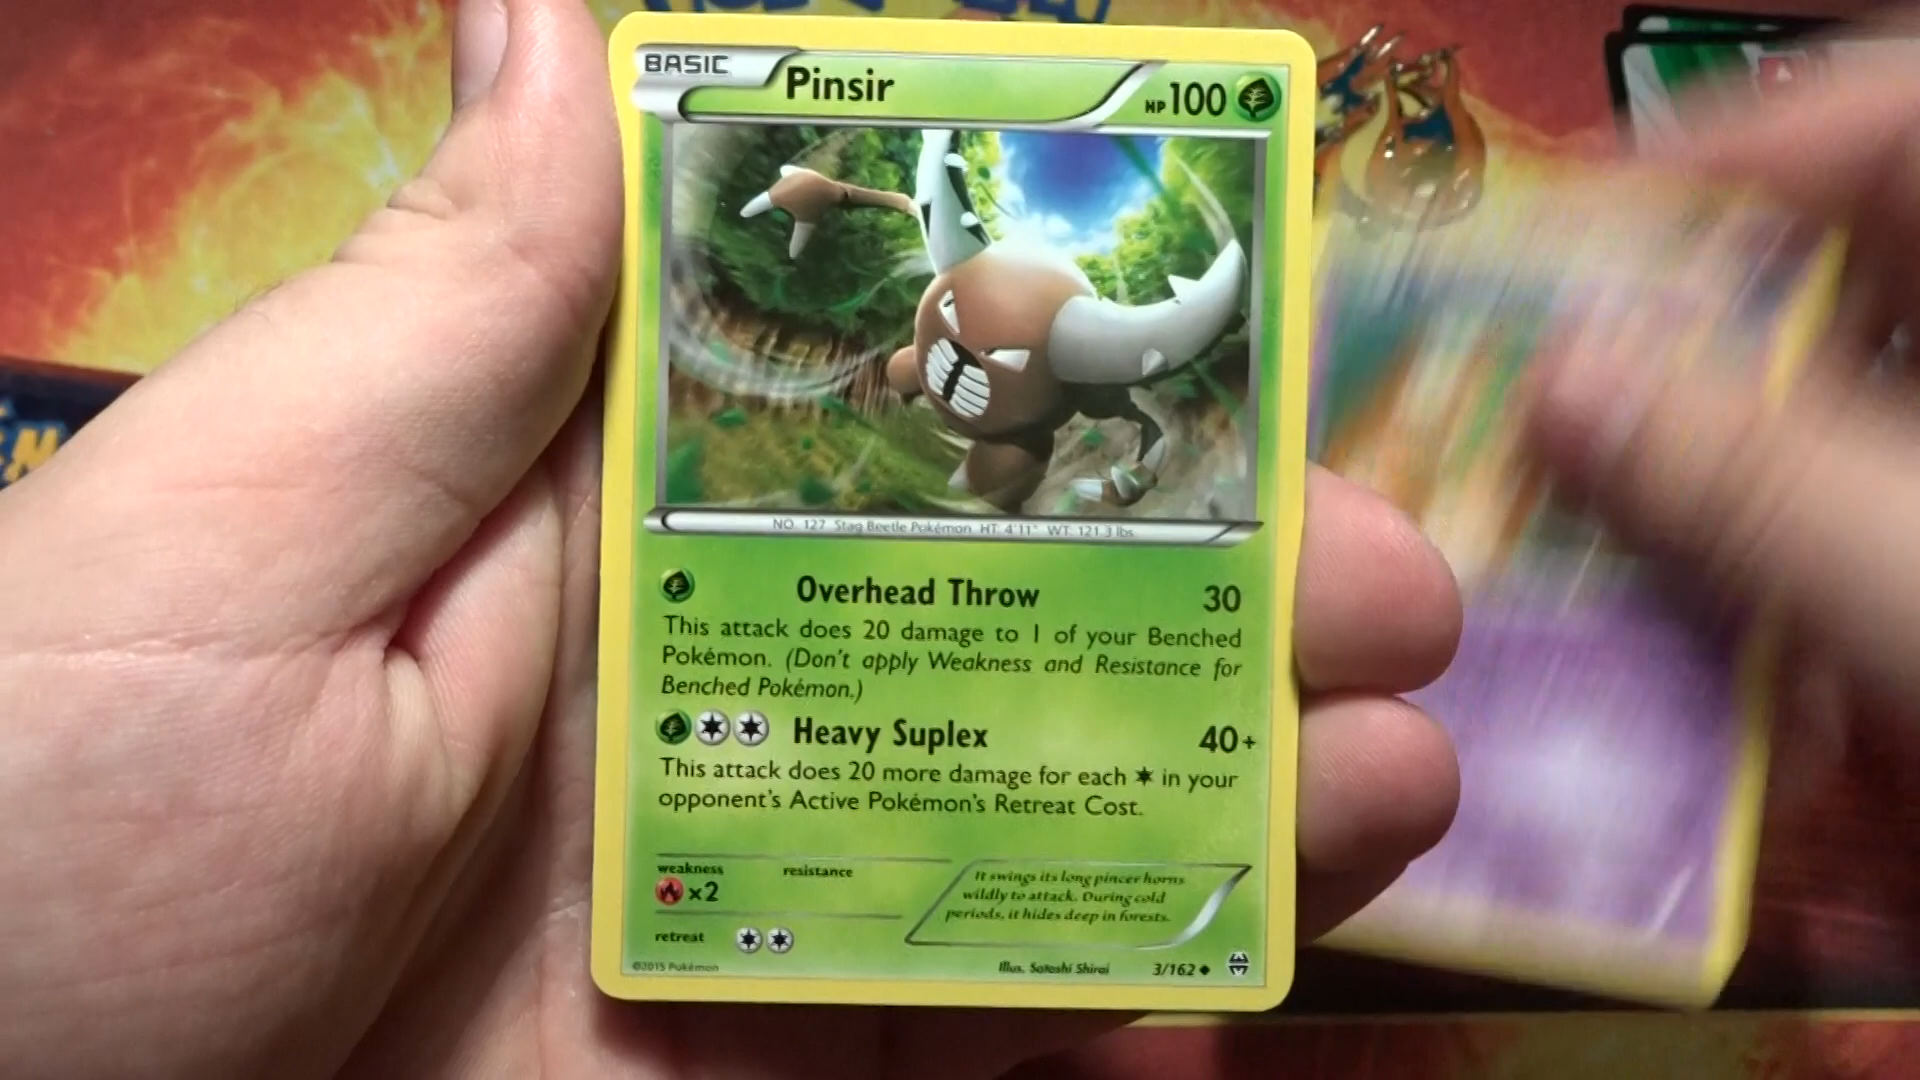 BASIC
Pinsir
HP 100
NO. 127 Stag Beetle Pokémon HT: 4'11" WT: 121.3 lbs.
Overhead Throw 30
This attack does 20 damage to 1 of your Benched
Pokémon. (Don't apply Weakness and Resistance for
Benched Pokémon.)
Heavy Suplex 40+
This attack does 20 more damage for each in your
opponent's Active Pokémon's Retreat Cost.
weakness resistance
x2
It swings its long pincer horns
wildly to attack. During cold
periods, it hides deep in forests.
retreat
©2015 Pokémon
Illus. Satoshi Shirai 3/162